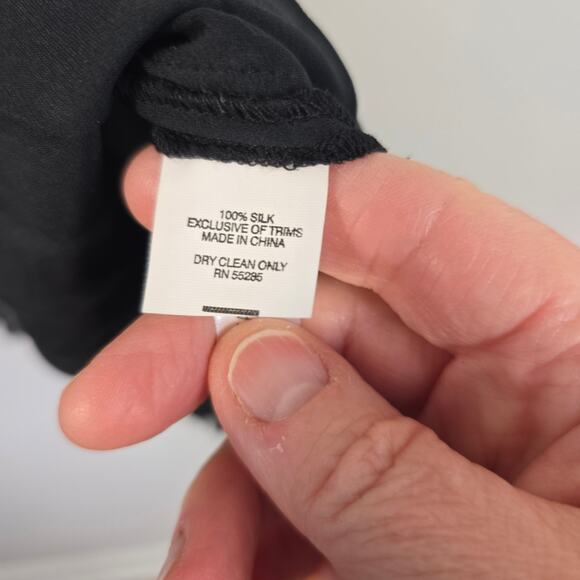 100% SILK
EXCLUSIVE OF TRIMS
MADE IN CHINA
DRY CLEAN ONLY
RN 55285